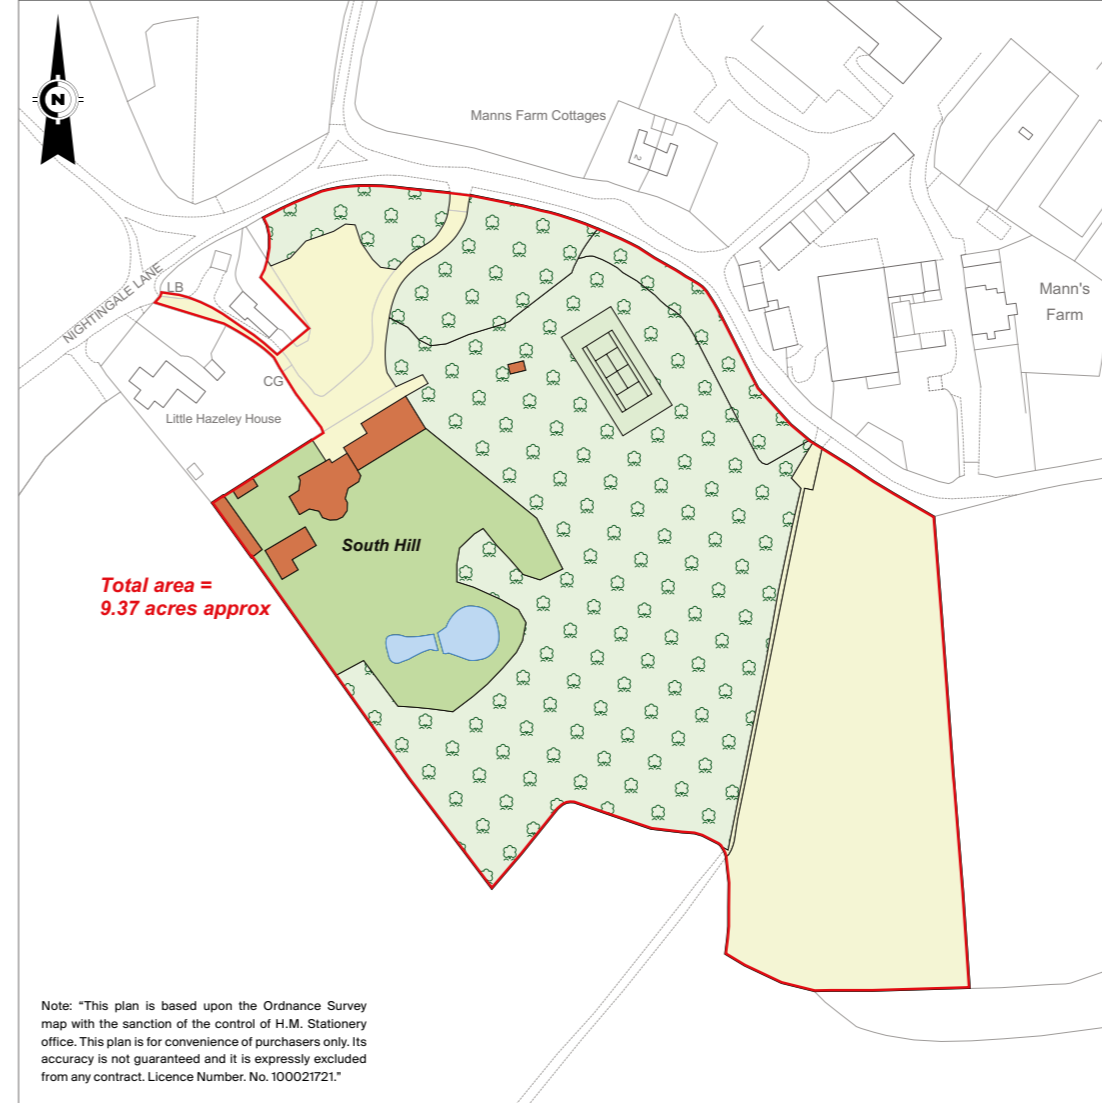 N
Manns Farm Cottages
2
NIGHTINGALE LANE
LB
Mann's
Farm
CG
Little Hazeley House
South Hill
Total area =
9.37 acres approx
Note: “This plan is based upon the Ordnance Survey
map with the sanction of the control of H.M. Stationery
office. This plan is for convenience of purchasers only. Its
accuracy is not guaranteed and it is expressly excluded
from any contract. Licence Number. No. 100021721.”